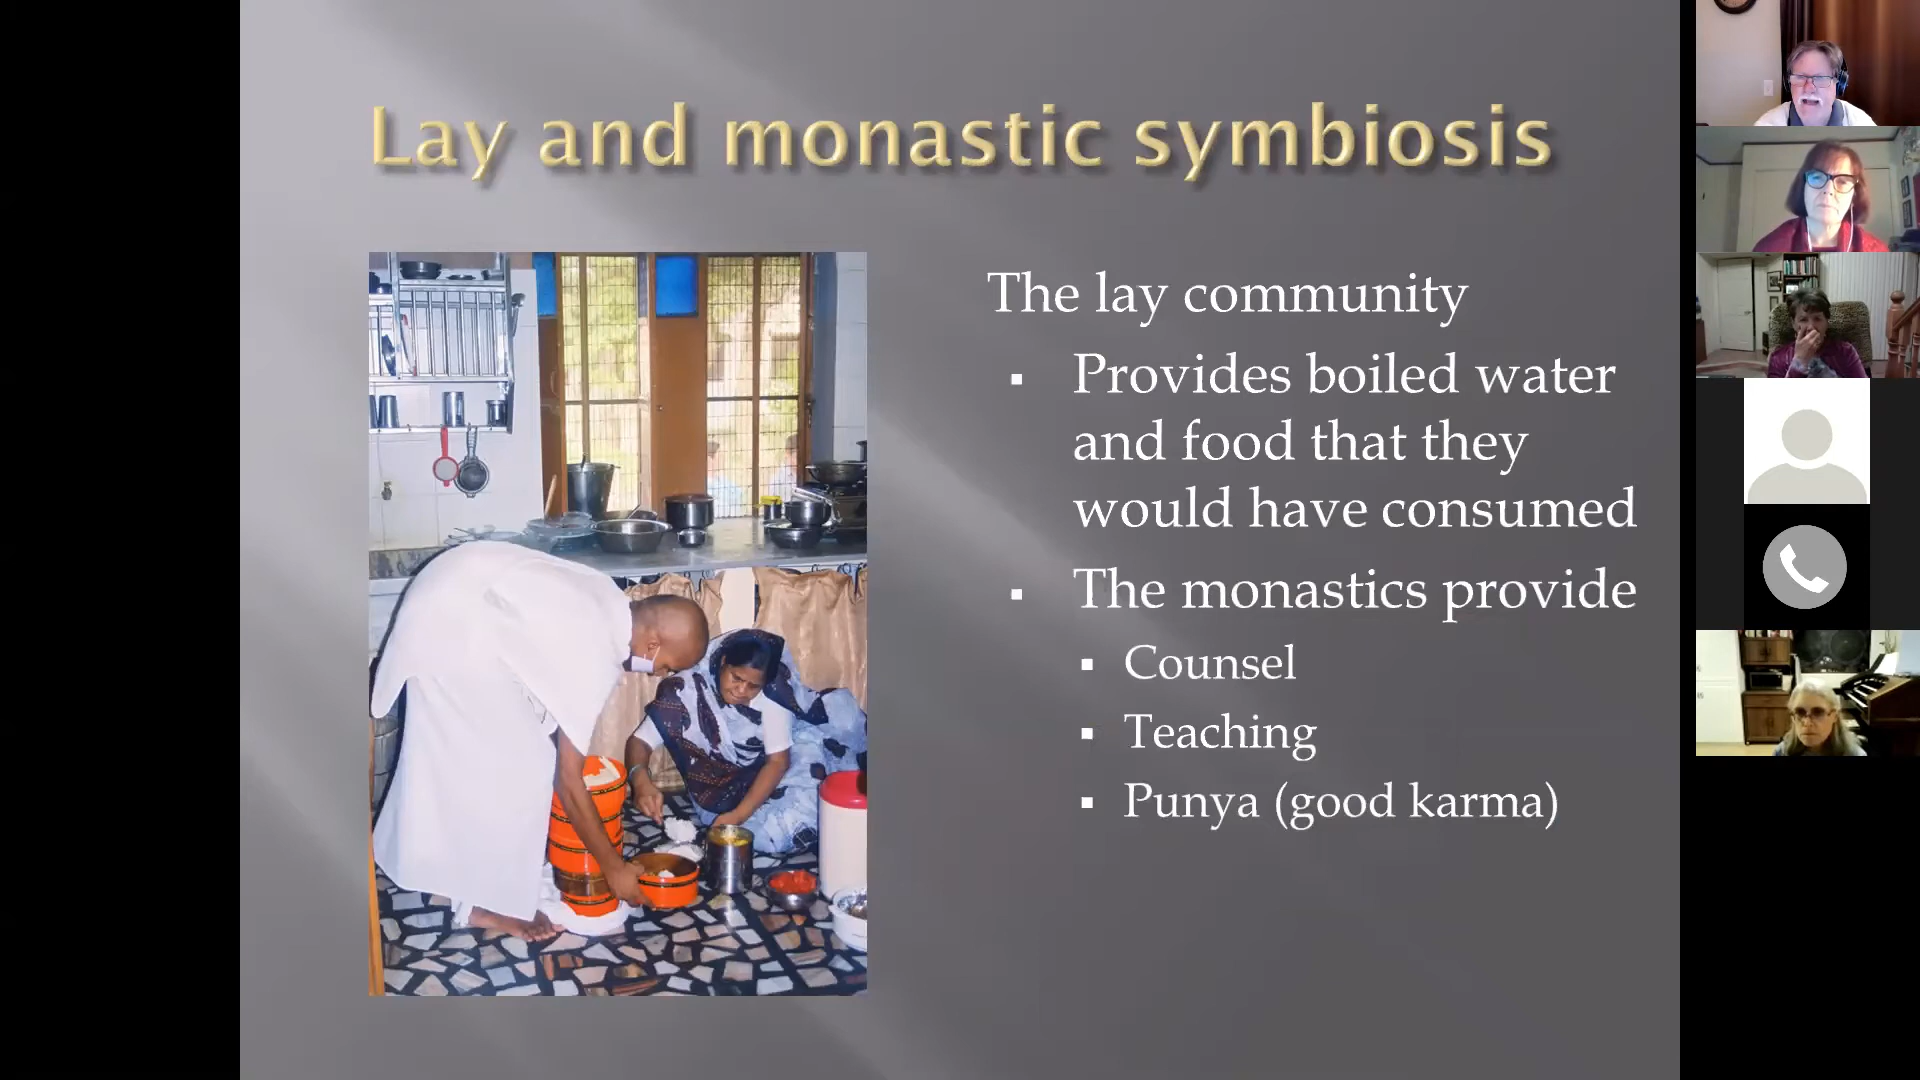 Lay and monastic symbiosis
The lay community
▪ Provides boiled water
and food that they
would have consumed
▪ The monastics provide
▪ Counsel
▪ Teaching
▪ Punya (good karma)